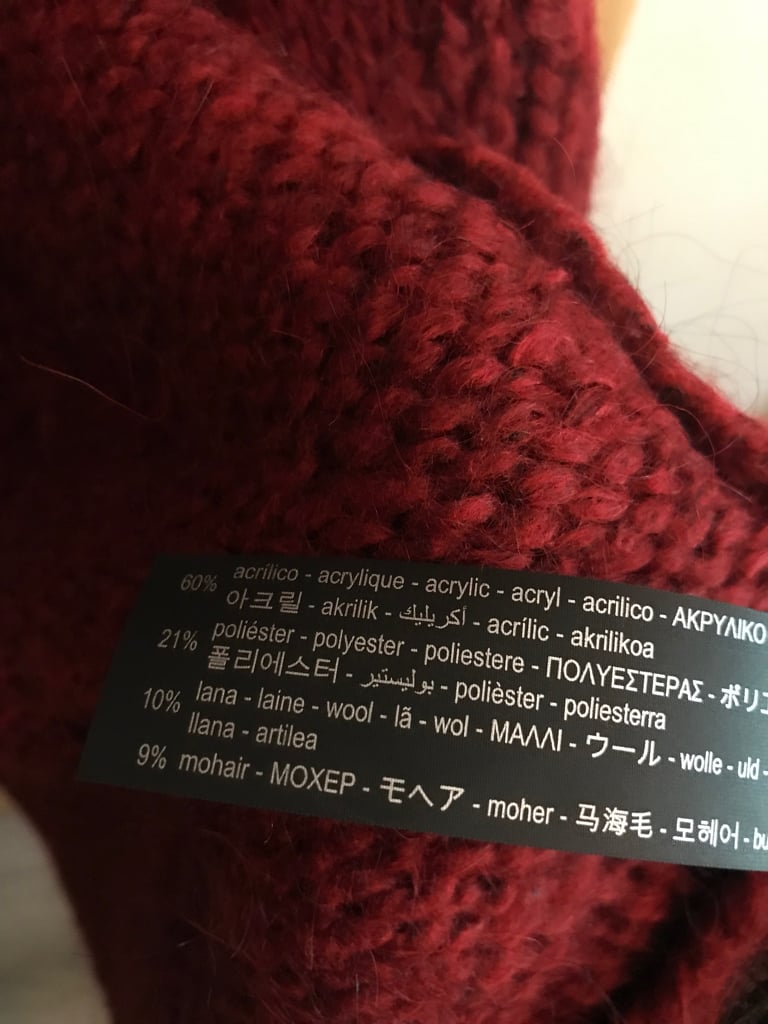 60% acrílico - acrylique - acrylic - acryl - acrilico - ΑΚΡΥΛΙΚΟ
아크릴 - akrilik - أكريليك - acrílic - akrilikoa
21% poliéster - polyester - poliestere - ΠΟΛΥΕΣΤΕΡΑΣ - ポリエ
폴리에스터 - بوليستير - polièster - poliesterra
10% lana - laine - wool - lã - wol - ΜΑΛΛΙ - ウール - wolle - uld -
llana - artilea
9% mohair - ΜΟΧΕΡ - モヘア - moher - 马海毛 - 모헤어 -